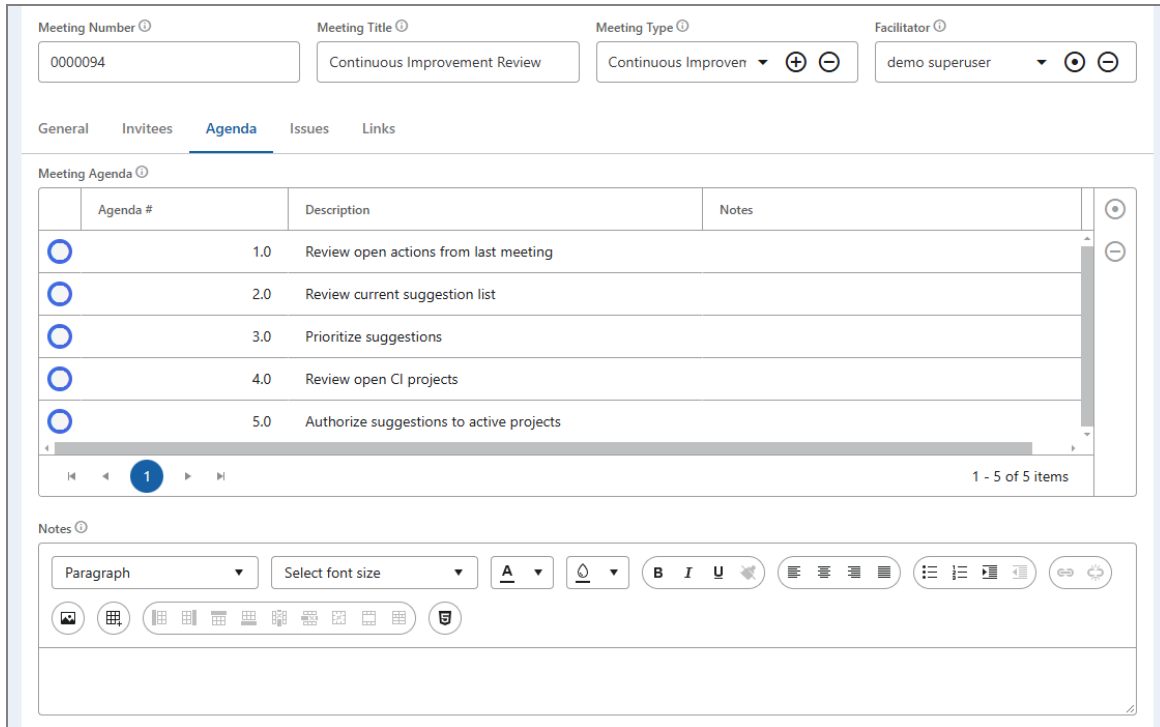 Meeting Number Meeting Title Meeting Type Facilitator
0000094 Continuous Improvement Review Continuous Improven demo superuser
General Invitees Agenda Issues Links
Meeting Agenda
Agenda # Description Notes
1.0 Review open actions from last meeting
2.0 Review current suggestion list
3.0 Prioritize suggestions
4.0 Review open CI projects
5.0 Authorize suggestions to active projects
1 1 - 5 of 5 items
Notes
Paragraph Select font size A B I U